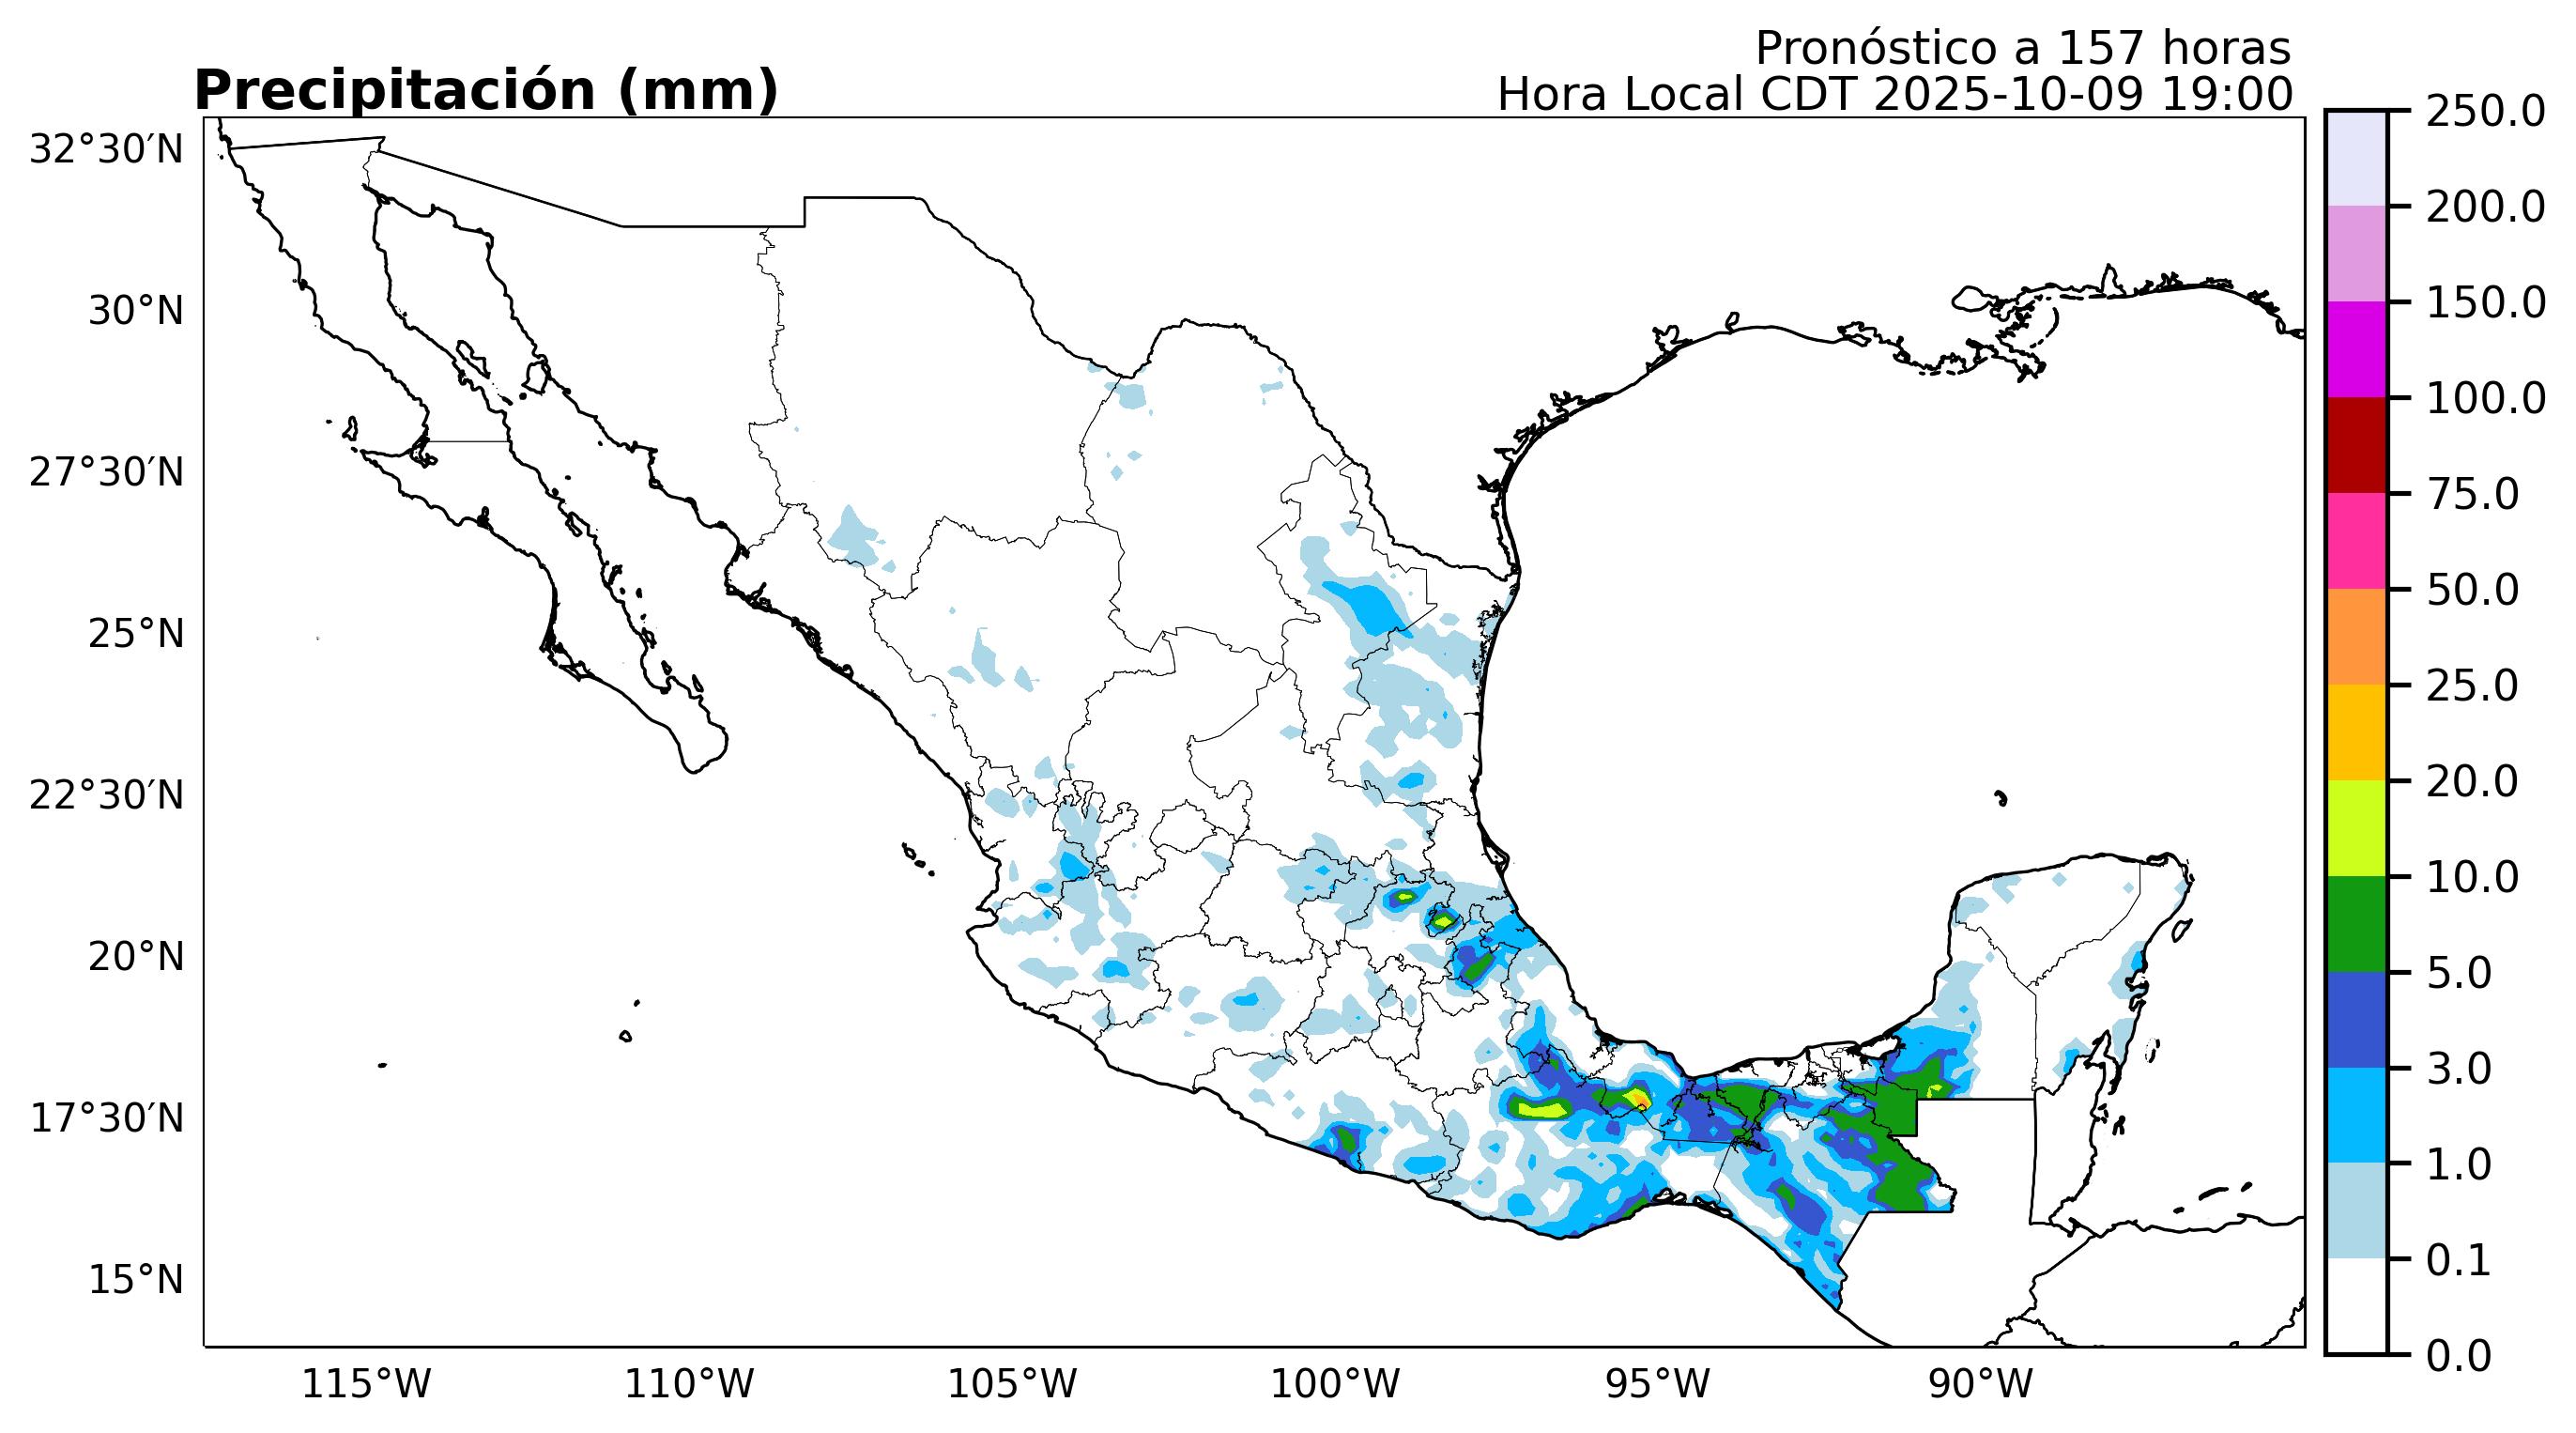 Pronóstico a 157 horas
Precipitación (mm)
Hora Local CDT 2025-10-09 19:00
32°30′N
30°N
27°30′N
25°N
22°30′N
20°N
17°30′N
15°N
115°W
110°W
105°W
100°W
95°W
90°W
250.0
200.0
150.0
100.0
75.0
50.0
25.0
20.0
10.0
5.0
3.0
1.0
0.1
0.0